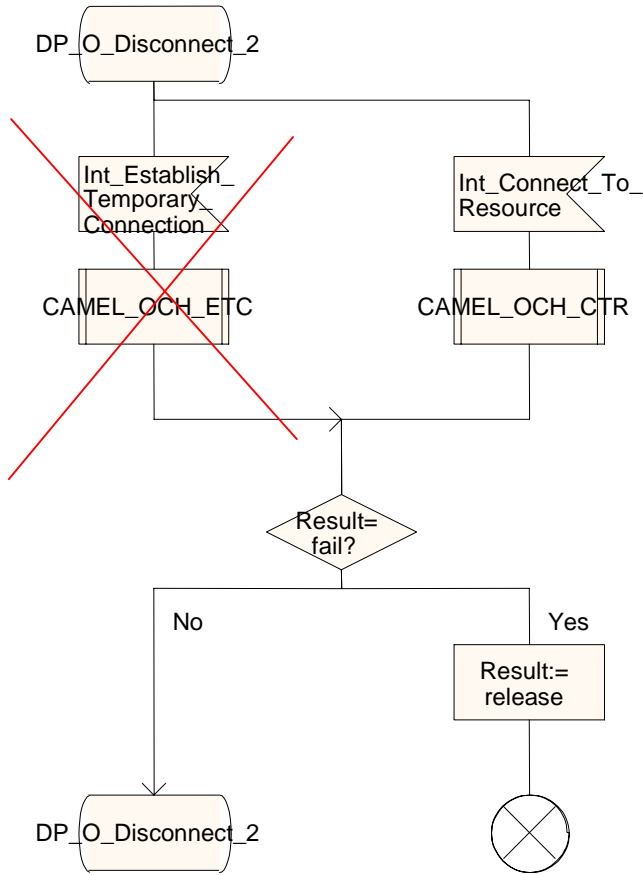 DP_O_Disconnect_2
Int_Establish_
Temporary_
Connection
Int_Connect_To_
Resource
CAMEL_OCH_ETC
CAMEL_OCH_CTR
Result=
fail?
No
Yes
Result:=
release
DP_O_Disconnect_2